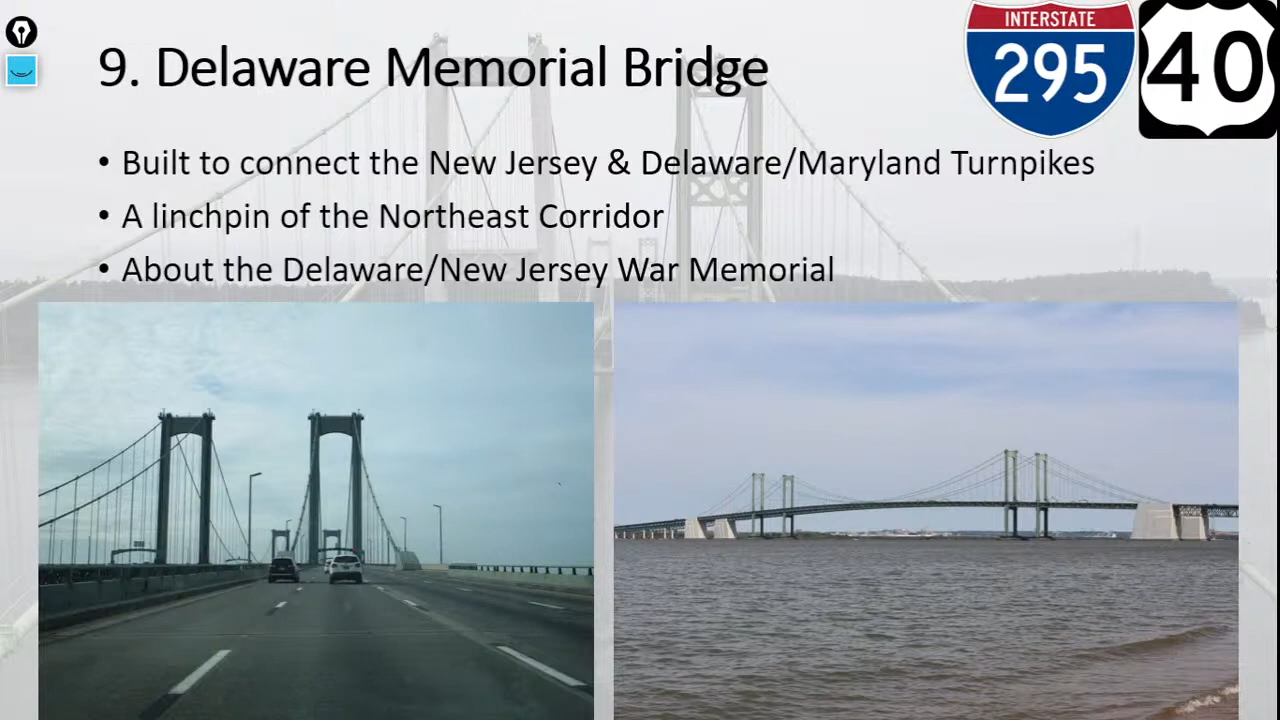 9. Delaware Memorial Bridge
INTERSTATE
295
40
• Built to connect the New Jersey & Delaware/Maryland Turnpikes
• A linchpin of the Northeast Corridor
• About the Delaware/New Jersey War Memorial